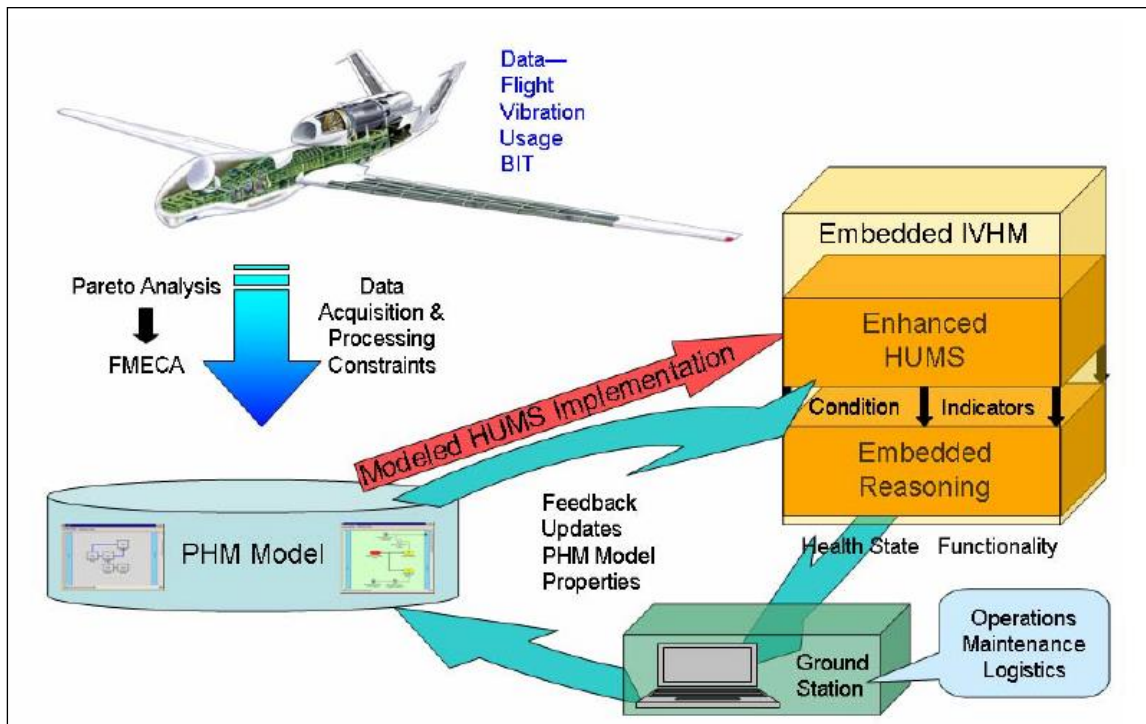 Data—
Flight
Vibration
Usage
BIT
Pareto Analysis
FMECA
Data
Acquisition &
Processing
Constraints
Modeled HUMS Implementation
Embedded IVHM
Enhanced
HUMS
Condition Indicators
Embedded
Reasoning
Health State Functionality
PHM Model
Feedback
Updates
PHM Model
Properties
Ground
Station
Operations
Maintenance
Logistics